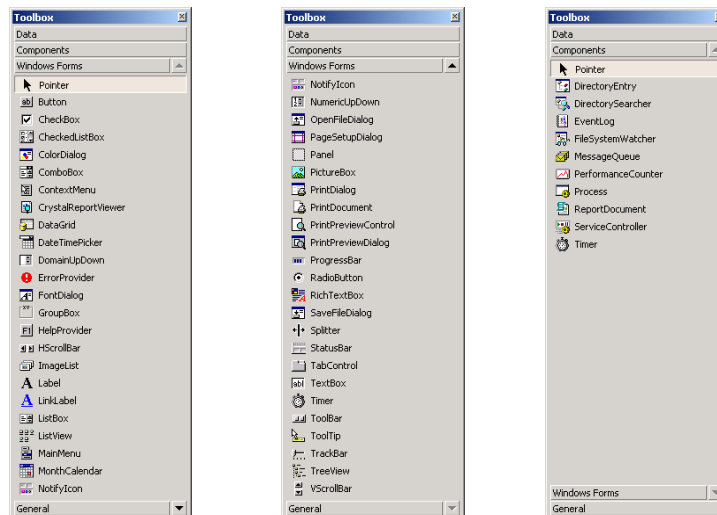 Toolbox
Data
Components
Windows Forms
Pointer
ab Button
CheckBox
CheckedListBox
ColorDialog
ComboBox
ContextMenu
CrystalReportViewer
DataGrid
DateTimePicker
DomainUpDown
ErrorProvider
FontDialog
GroupBox
F1 HelpProvider
HScrollBar
ImageList
A Label
A LinkLabel
ListBox
ListView
MainMenu
MonthCalendar
NotifyIcon
General
Toolbox
Data
Components
Windows Forms
NotifyIcon
NumericUpDown
OpenFileDialog
PageSetupDialog
Panel
PictureBox
PrintDialog
PrintDocument
PrintPreviewControl
PrintPreviewDialog
ProgressBar
RadioButton
RichTextBox
SaveFileDialog
Splitter
StatusBar
TabControl
abl TextBox
Timer
ToolBar
ToolTip
TrackBar
TreeView
VScrollBar
General
Toolbox
Data
Components
Pointer
DirectoryEntry
DirectorySearcher
EventLog
FileSystemWatcher
MessageQueue
PerformanceCounter
Process
ReportDocument
ServiceController
Timer
Windows Forms
General